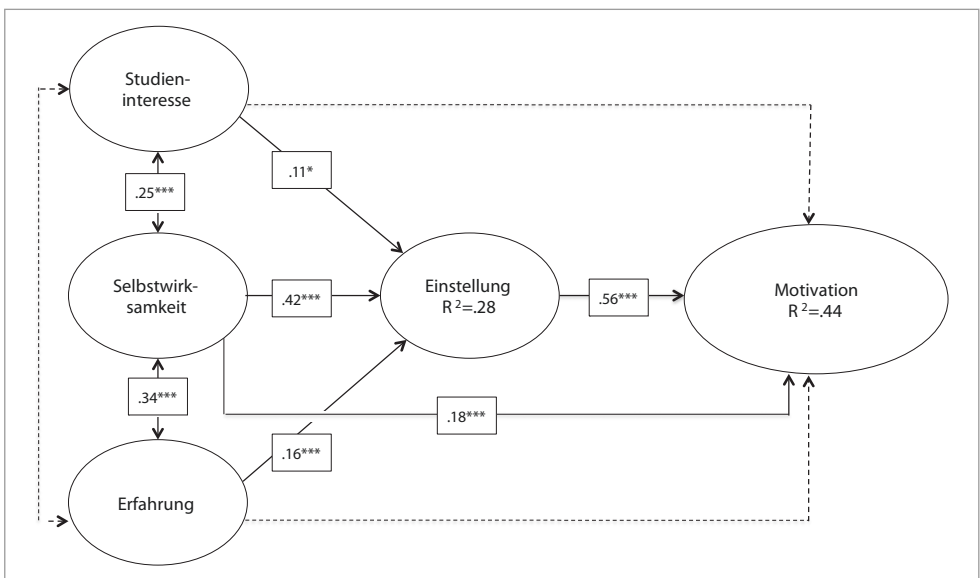 Studien-
interesse
.11*
.25***
Selbstwirk-
samkeit
.42***
Einstellung
R²=.28
.56***
Motivation
R²=.44
.34***
.18***
.16***
Erfahrung